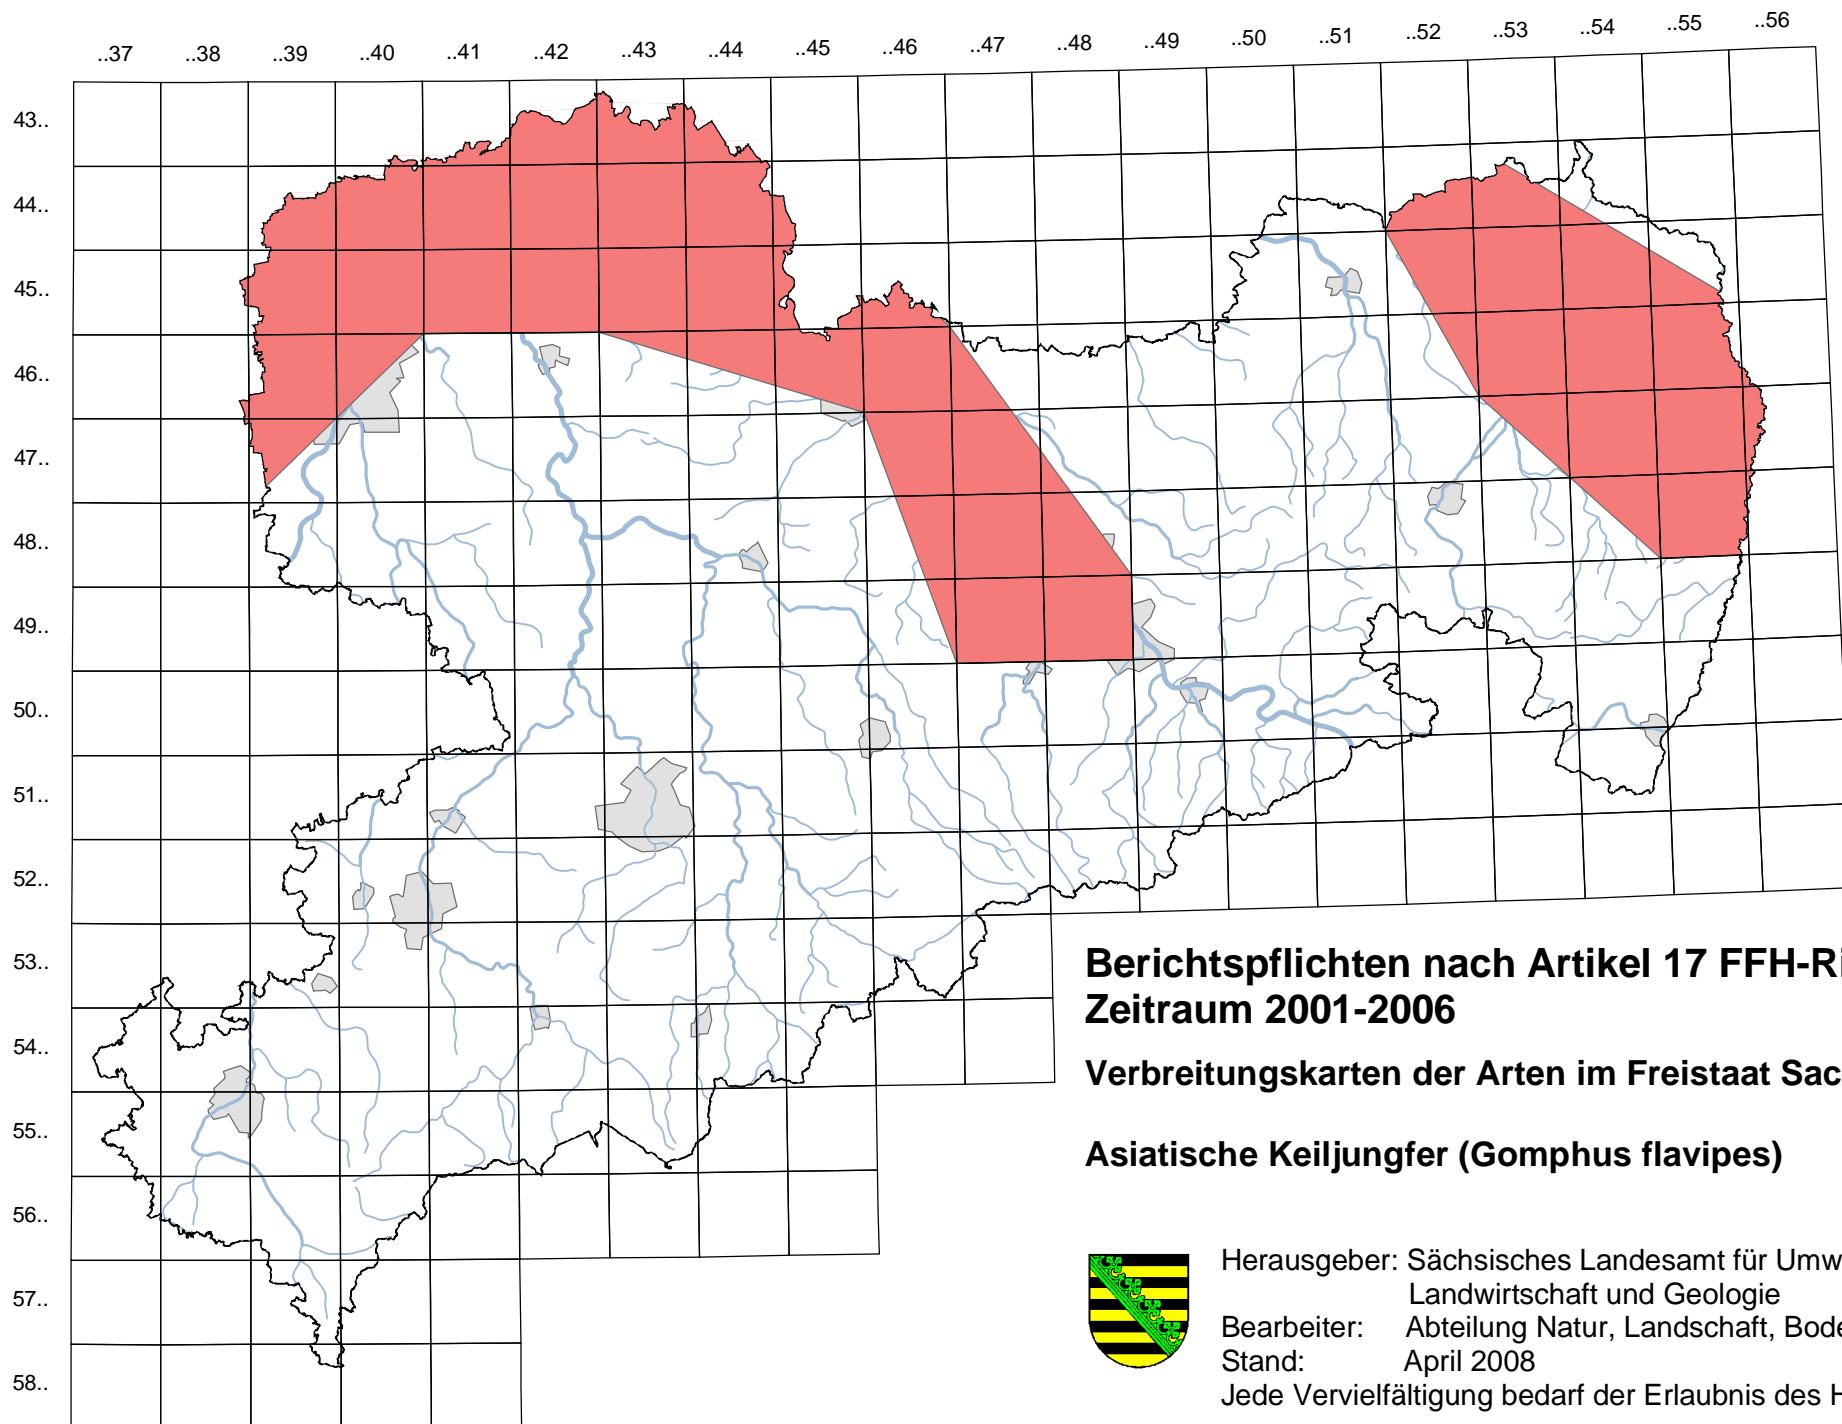 ..37 ..38 ..39 ..40 ..41 ..42 ..43 ..44 ..45 ..46 ..47 ..48 ..49 ..50 ..51 ..52 ..53 ..54 ..55 ..56
43..
44..
45..
46..
47..
48..
49..
50..
51..
52..
53..
54..
55..
56..
57..
58..
Berichtspflichten nach Artikel 17 FFH-Ri
Zeitraum 2001-2006
Verbreitungskarten der Arten im Freistaat Sac
Asiatische Keiljungfer (Gomphus flavipes)
Herausgeber: Sächsisches Landesamt für Umw
Landwirtschaft und Geologie
Bearbeiter: Abteilung Natur, Landschaft, Bode
Stand: April 2008
Jede Vervielfältigung bedarf der Erlaubnis des H